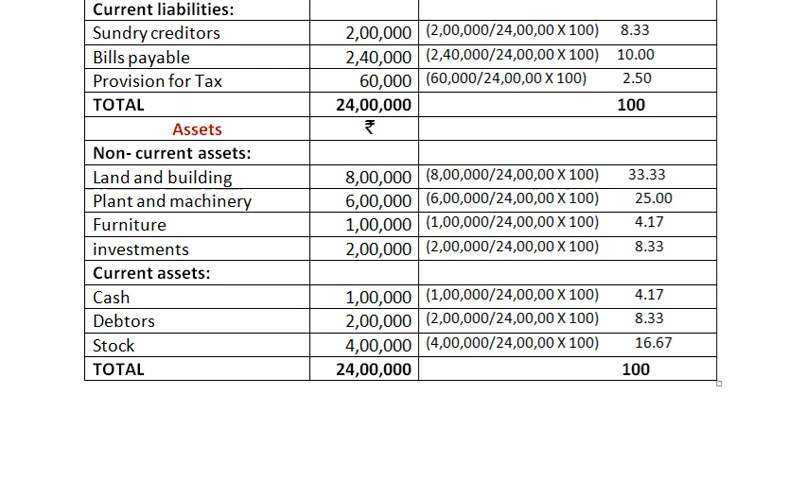 Current liabilities:
Sundry creditors 2,00,000 (2,00,000/24,00,00 X 100) 8.33
Bills payable 2,40,000 (2,40,000/24,00,00 X 100) 10.00
Provision for Tax 60,000 (60,000/24,00,00 X 100) 2.50
TOTAL 24,00,000 100
Assets ₹
Non- current assets:
Land and building 8,00,000 (8,00,000/24,00,00 X 100) 33.33
Plant and machinery 6,00,000 (6,00,000/24,00,00 X 100) 25.00
Furniture 1,00,000 (1,00,000/24,00,00 X 100) 4.17
investments 2,00,000 (2,00,000/24,00,00 X 100) 8.33
Current assets:
Cash 1,00,000 (1,00,000/24,00,00 X 100) 4.17
Debtors 2,00,000 (2,00,000/24,00,00 X 100) 8.33
Stock 4,00,000 (4,00,000/24,00,00 X 100) 16.67
TOTAL 24,00,000 100